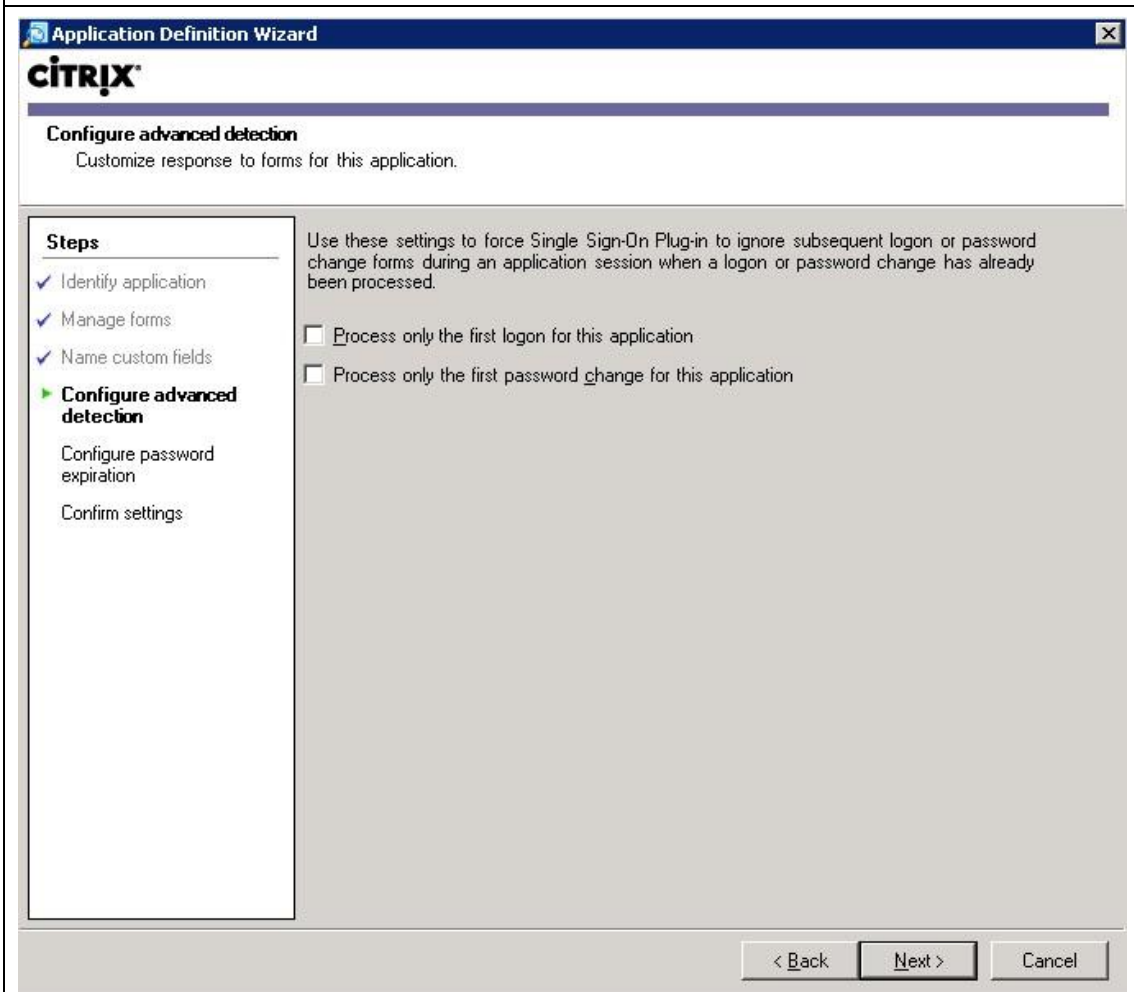 Application Definition Wizard
CİTRIX
Configure advanced detection
Customize response to forms for this application.
Steps
Identify application
Manage forms
Name custom fields
Configure advanced
detection
Configure password
expiration
Confirm settings
Use these settings to force Single Sign-On Plug-in to ignore subsequent logon or password
change forms during an application session when a logon or password change has already
been processed.
Process only the first logon for this application
Process only the first password change for this application
< Back
Next >
Cancel